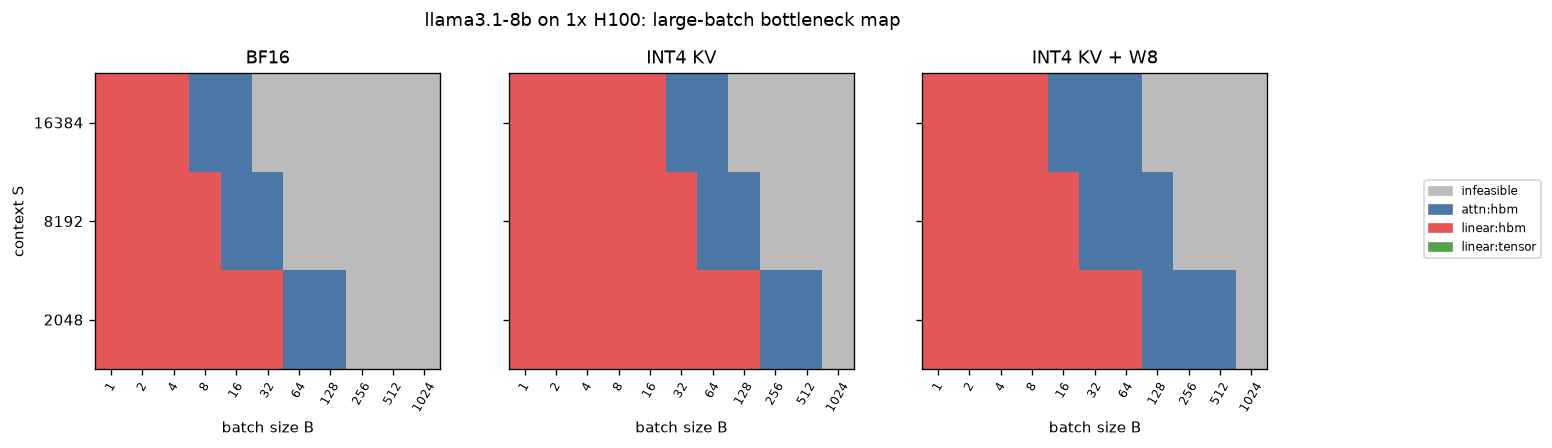 llama3.1-8b on 1x H100: large-batch bottleneck map
BF16
INT4 KV
INT4 KV + W8
context S
16384
8192
2048
1 2 4 8 16 32 64 128 256 512 1024
1 2 4 8 16 32 64 128 256 512 1024
1 2 4 8 16 32 64 128 256 512 1024
batch size B
batch size B
batch size B
infeasible
attn:hbm
linear:hbm
linear:tensor